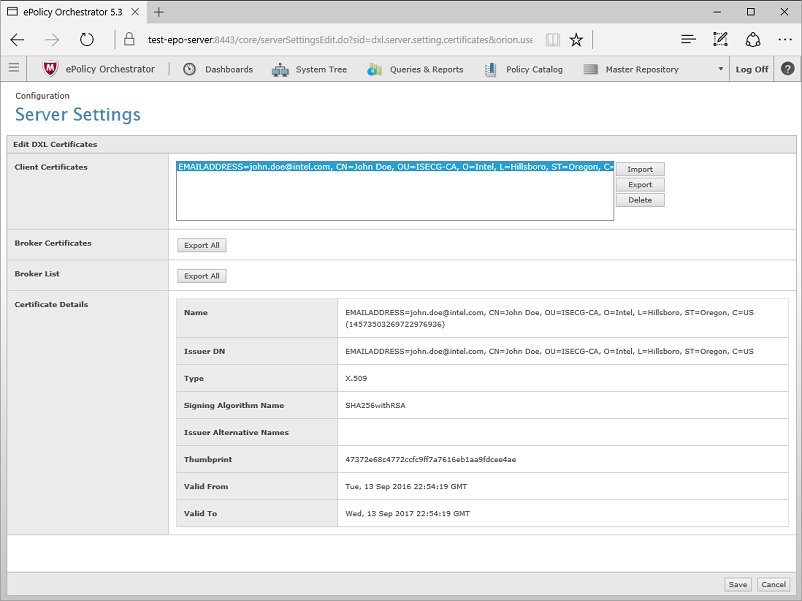 ePolicy Orchestrator 5.3.
test-epo-server:8443/core/serverSettingsEdit.do?sid=dxl.server.setting.certificates&orion.use
ePolicy Orchestrator Dashboards System Tree Queries & Reports Policy Catalog Master Repository Log Off ?
Configuration
Server Settings
Edit DXL Certificates
Client Certificates
EMAILADDRESS=john.doe@intel.com, CN=John Doe, OU=ISECG-CA, O=Intel, L=Hillsboro, ST=Oregon, C=
Import
Export
Delete
Broker Certificates Export All
Broker List Export All
Certificate Details
Name EMAILADDRESS=john.doe@intel.com, CN=John Doe, OU=ISECG-CA, O=Intel, L=Hillsboro, ST=Oregon, C=US
(14573503269722976936)
Issuer DN EMAILADDRESS=john.doe@intel.com, CN=John Doe, OU=ISECG-CA, O=Intel, L=Hillsboro, ST=Oregon, C=US
Type X.509
Signing Algorithm Name SHA256withRSA
Issuer Alternative Names
Thumbprint 47372e68c4772ccfc9ff7a7616eb1aa9fdcee4ae
Valid From Tue, 13 Sep 2016 22:54:19 GMT
Valid To Wed, 13 Sep 2017 22:54:19 GMT
Save Cancel